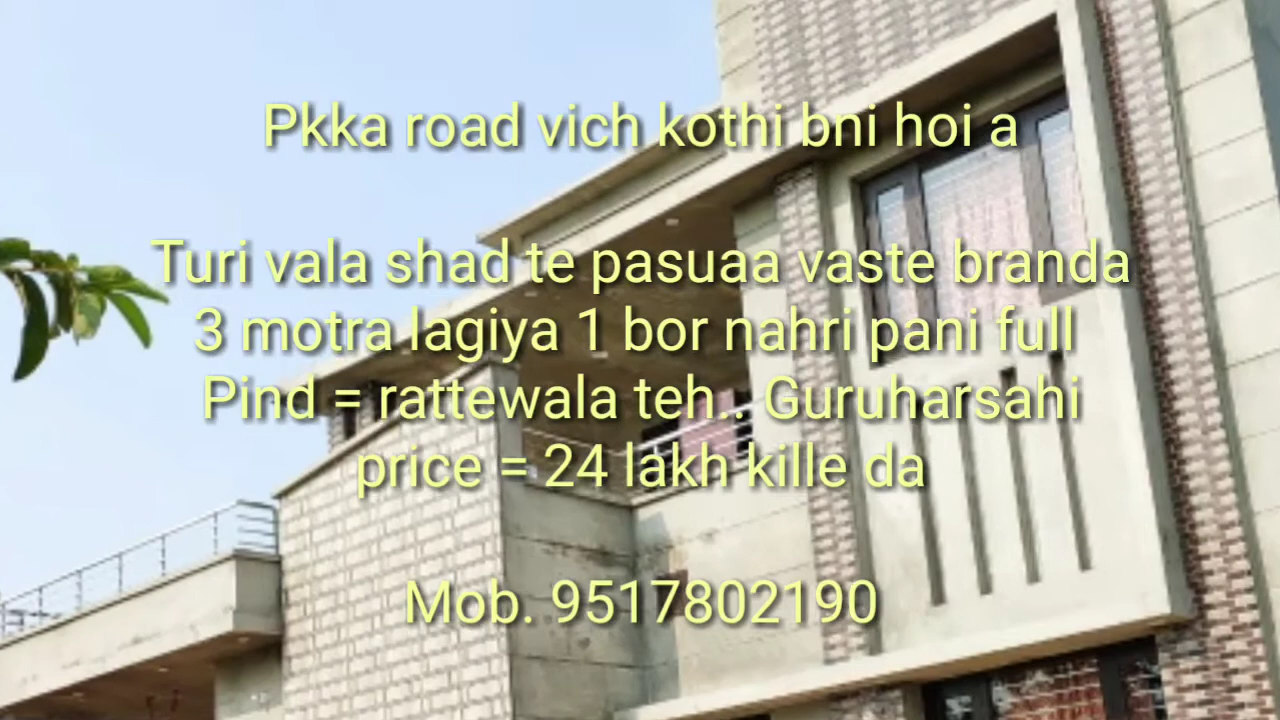 Pkka road vich kothi bni hoi a
Turi vala shad te pasuaa vaste branda
3 motra lagiya 1 bor nahri pani full
Pind = rattewala teh.. Guruharsahi
price = 24 lakh kille da
Mob. 9517802190